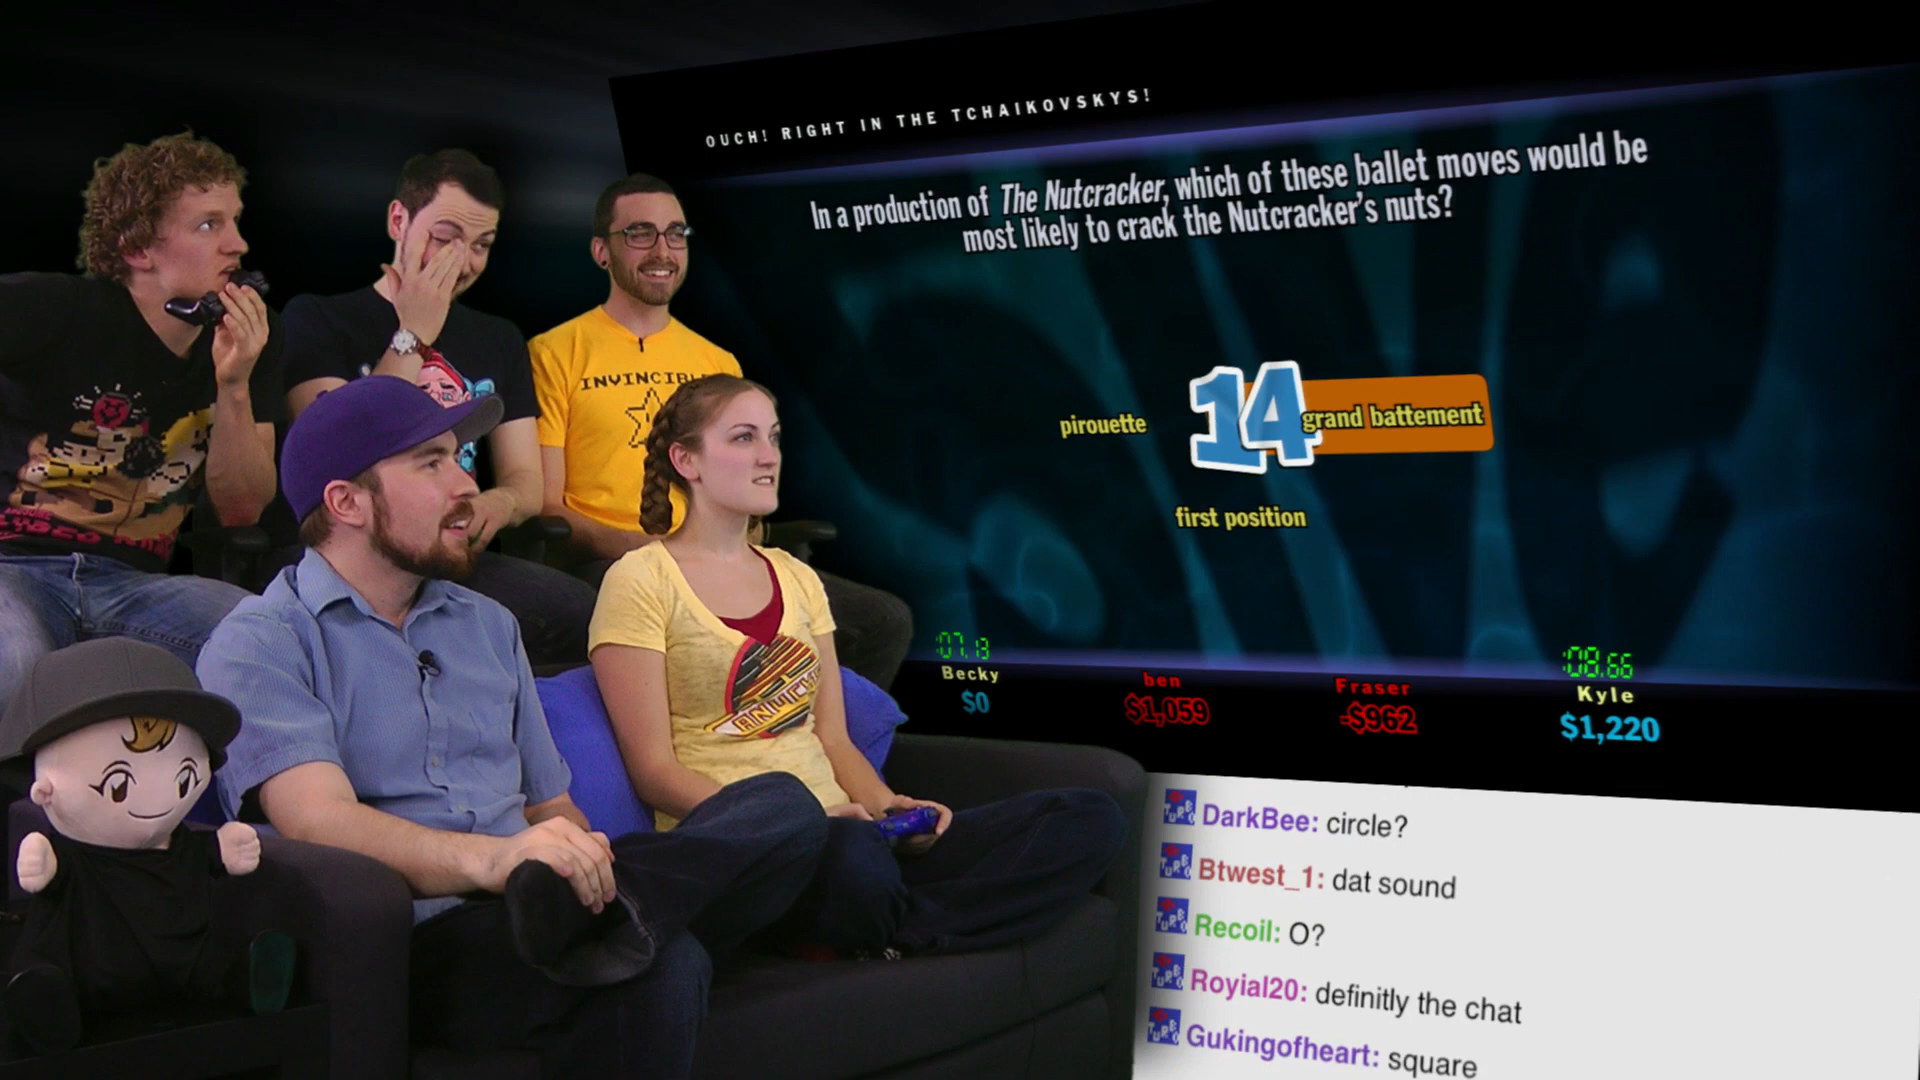 OUCH! RIGHT IN THE TCHAIKOVSKYS!
In a production of The Nutcracker, which of these ballet moves would be
most likely to crack the Nutcracker's nuts?
INVINCIBL
pirouette
14
grand battement
first position
:07.13
Becky
$0
ben
$1,059
Fraser
-$962
:08.66
Kyle
$1,220
DarkBee: circle?
Btwest_1: dat sound
Recoil: O?
Royial20: definitly the chat
Gukingofheart: square